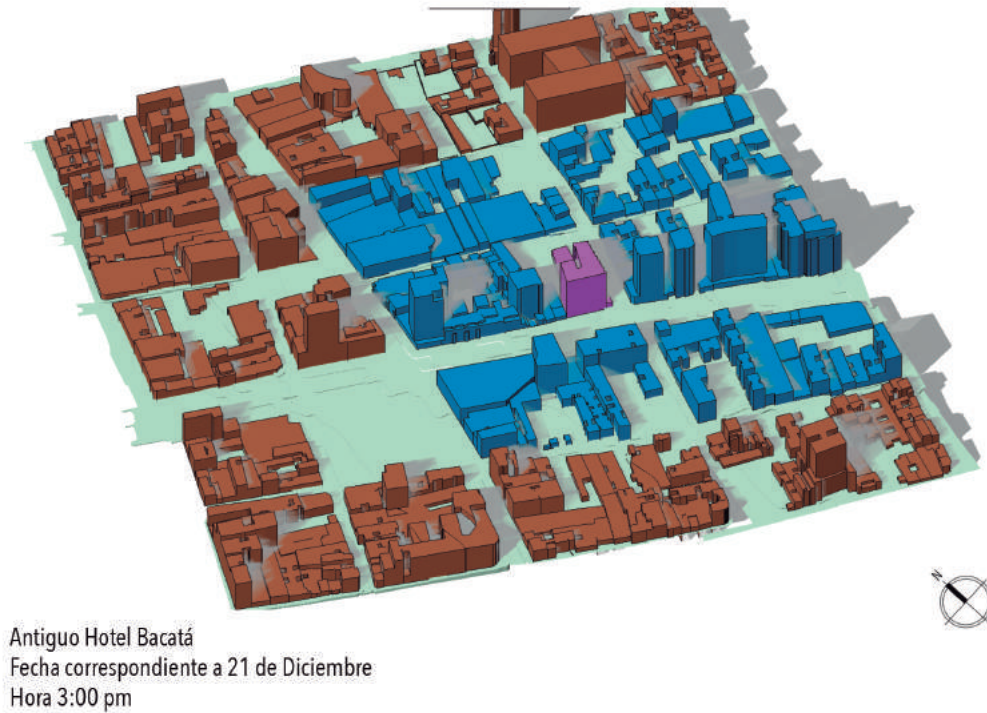 N
Antiguo Hotel Bacatá
Fecha correspondiente a 21 de Diciembre
Hora 3:00 pm